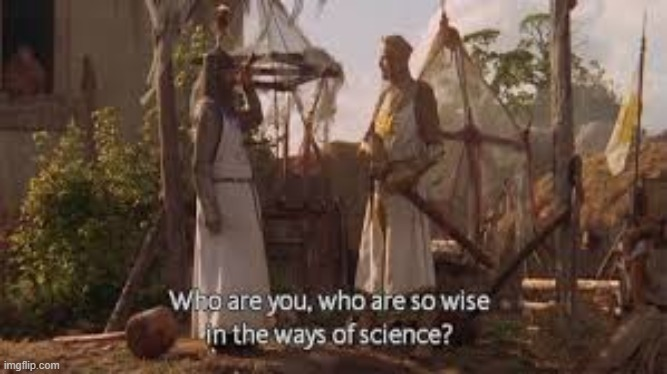 Who are you, who are so wise
in the ways of science?
imgflip.com